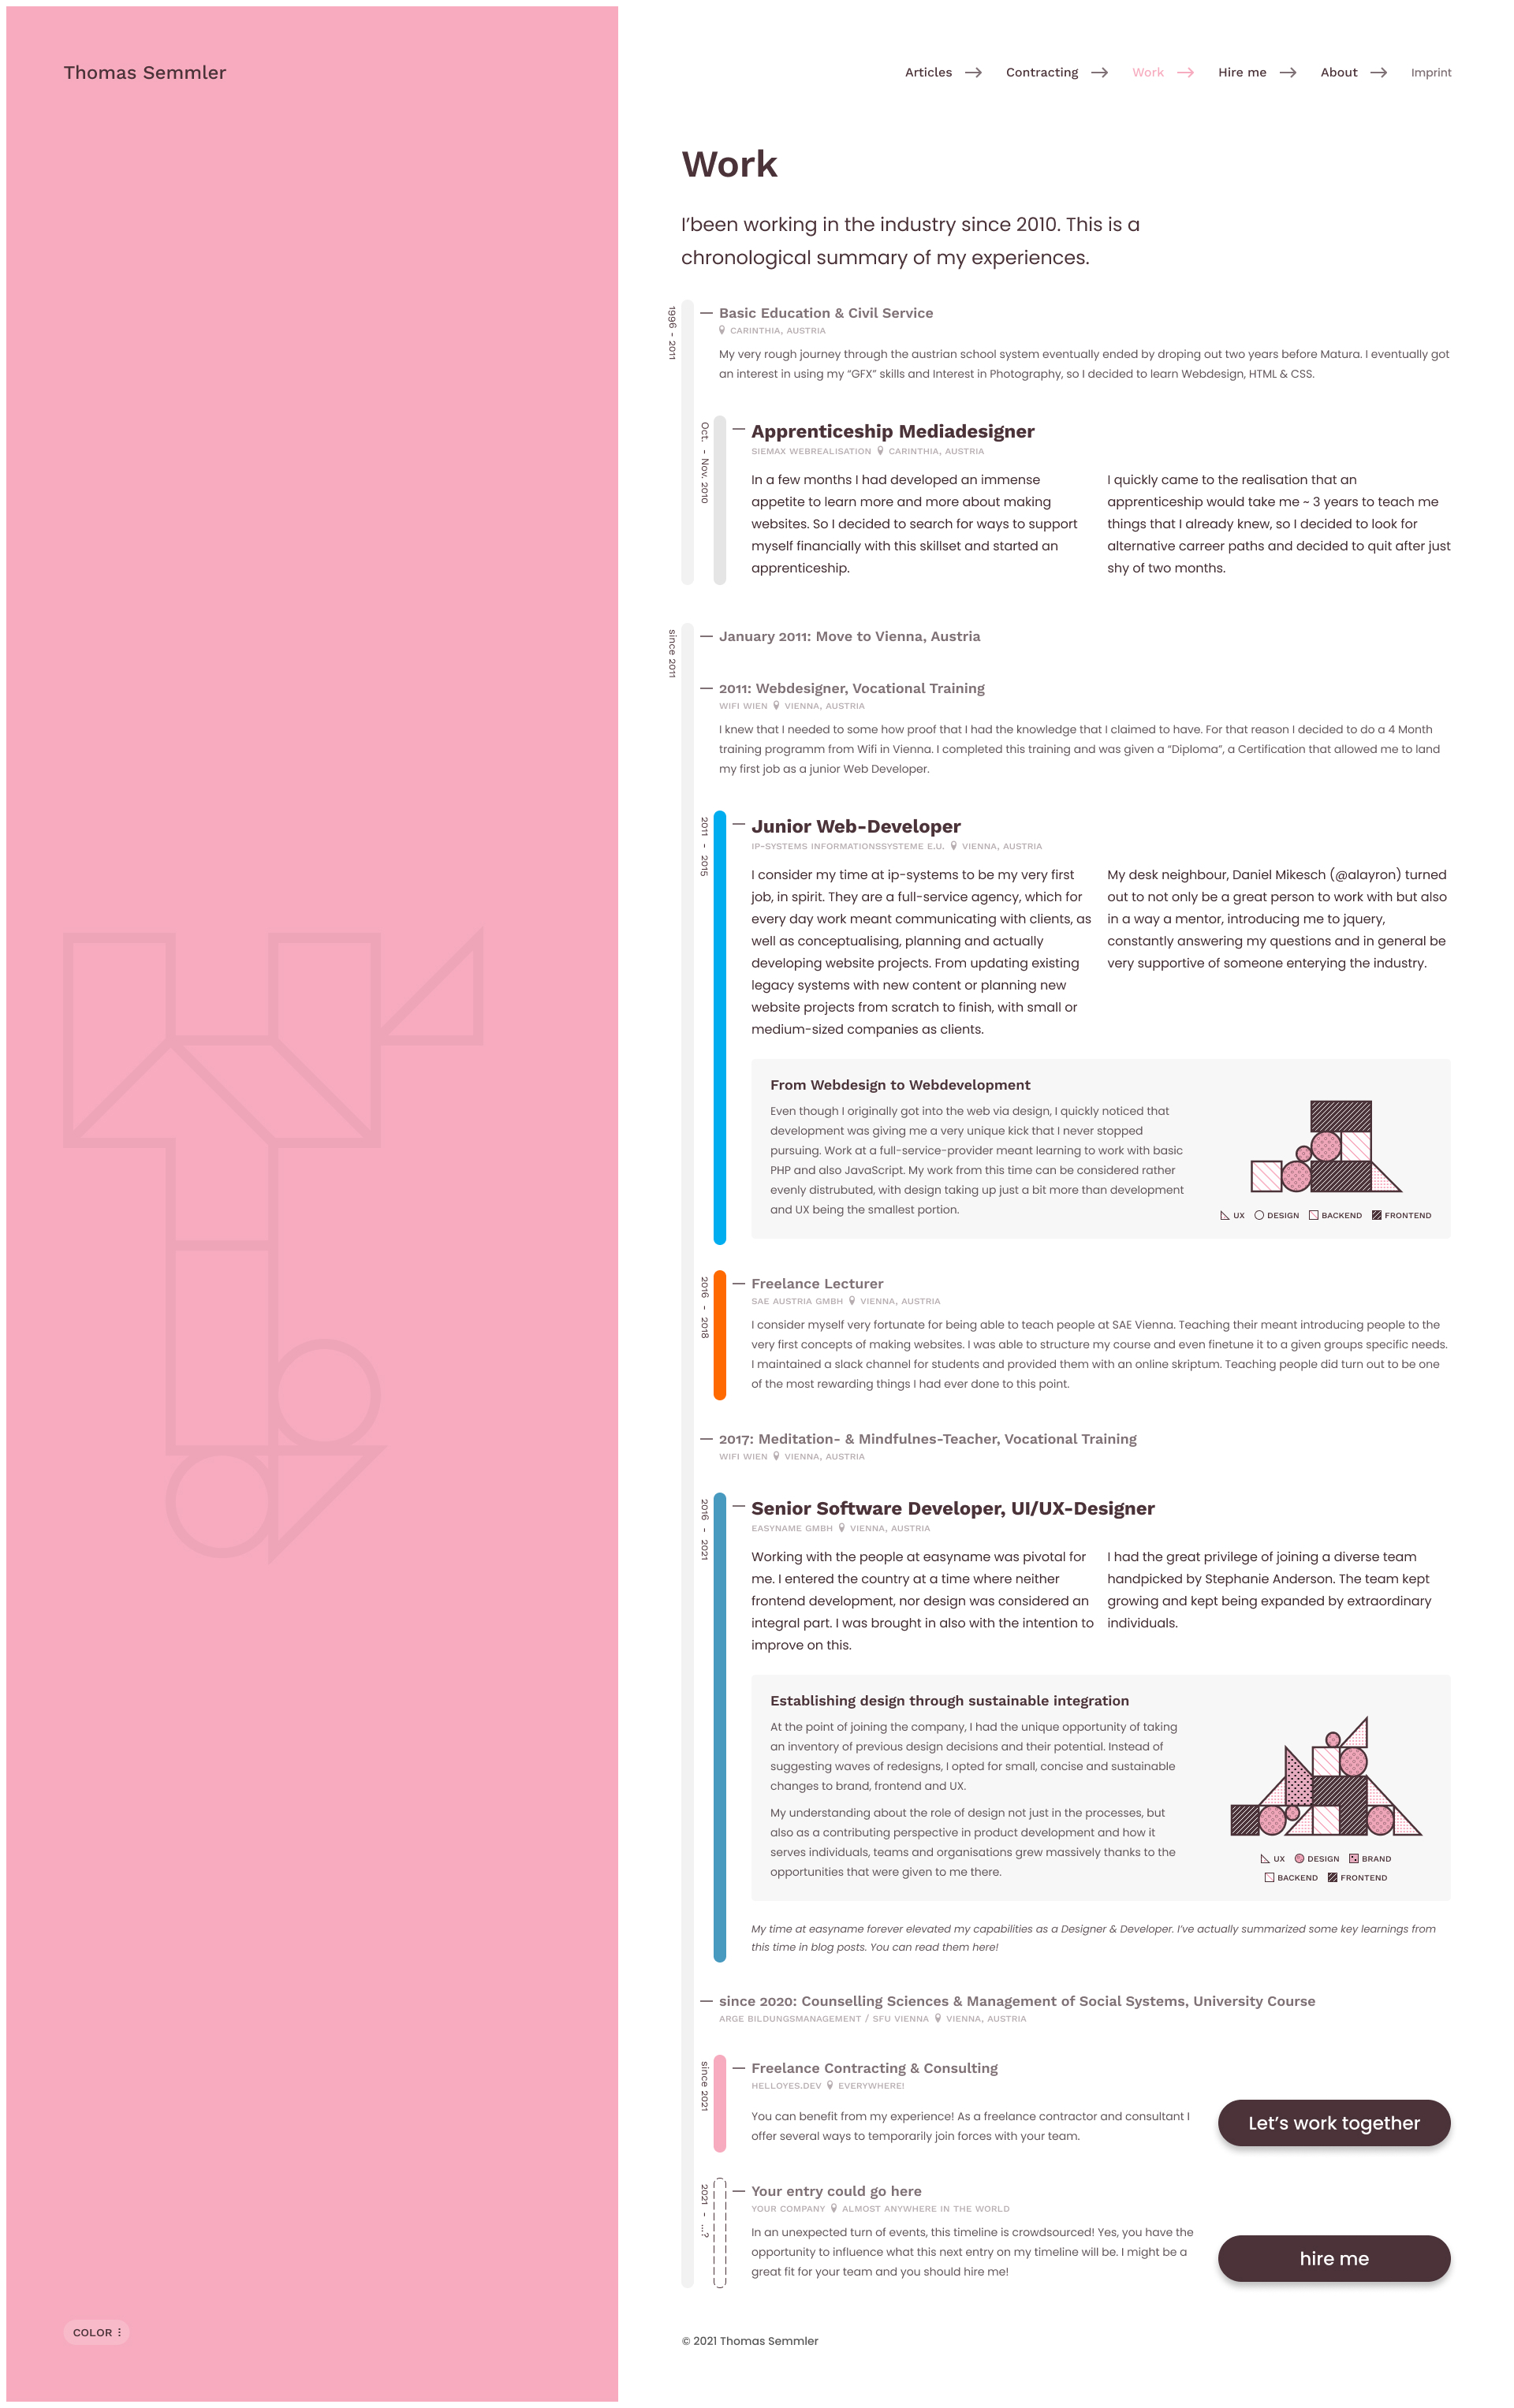 Thomas Semmler
Articles
Contracting
Work
Hire me
About
Imprint
Work
I’been working in the industry since 2010. This is a
chronological summary of my experiences.
1996 - 2011
Basic Education & Civil Service
CARINTHIA, AUSTRIA
My very rough journey through the austrian school system eventually ended by droping out two years before Matura. I eventually got
an interest in using my “GFX” skills and Interest in Photography, so I decided to learn Webdesign, HTML & CSS.
Oct. - Nov. 2010
Apprenticeship Mediadesigner
SIEMAX WEBREALISATION CARINTHIA, AUSTRIA
In a few months I had developed an immense
appetite to learn more and more about making
websites. So I decided to search for ways to support
myself financially with this skillset and started an
apprenticeship.
I quickly came to the realisation that an
apprenticeship would take me ~ 3 years to teach me
things that I already knew, so I decided to look for
alternative carreer paths and decided to quit after just
shy of two months.
since 2011
January 2011: Move to Vienna, Austria
2011: Webdesigner, Vocational Training
WIFI WIEN VIENNA, AUSTRIA
I knew that I needed to some how proof that I had the knowledge that I claimed to have. For that reason I decided to do a 4 Month
training programm from Wifi in Vienna. I completed this training and was given a “Diploma”, a Certification that allowed me to land
my first job as a junior Web Developer.
2011 - 2015
Junior Web-Developer
IP-SYSTEMS INFORMATIONSSYSTEME E.U. VIENNA, AUSTRIA
I consider my time at ip-systems to be my very first
job, in spirit. They are a full-service agency, which for
every day work meant communicating with clients, as
well as conceptualising, planning and actually
developing website projects. From updating existing
legacy systems with new content or planning new
website projects from scratch to finish, with small or
medium-sized companies as clients.
My desk neighbour, Daniel Mikesch (@alayron) turned
out to not only be a great person to work with but also
in a way a mentor, introducing me to jquery,
constantly answering my questions and in general be
very supportive of someone enterying the industry.
From Webdesign to Webdevelopment
Even though I originally got into the web via design, I quickly noticed that
development was giving me a very unique kick that I never stopped
pursuing. Work at a full-service-provider meant learning to work with basic
PHP and also JavaScript. My work from this time can be considered rather
evenly distrubuted, with design taking up just a bit more than development
and UX being the smallest portion.
UX DESIGN BACKEND FRONTEND
2016 - 2018
Freelance Lecturer
SAE AUSTRIA GMBH VIENNA, AUSTRIA
I consider myself very fortunate for being able to teach people at SAE Vienna. Teaching their meant introducing people to the
very first concepts of making websites. I was able to structure my course and even finetune it to a given groups specific needs.
I maintained a slack channel for students and provided them with an online skriptum. Teaching people did turn out to be one
of the most rewarding things I had ever done to this point.
2017: Meditation- & Mindfulnes-Teacher, Vocational Training
WIFI WIEN VIENNA, AUSTRIA
2016 - 2021
Senior Software Developer, UI/UX-Designer
EASYNAME GMBH VIENNA, AUSTRIA
Working with the people at easyname was pivotal for
me. I entered the country at a time where neither
frontend development, nor design was considered an
integral part. I was brought in also with the intention to
improve on this.
I had the great privilege of joining a diverse team
handpicked by Stephanie Anderson. The team kept
growing and kept being expanded by extraordinary
individuals.
Establishing design through sustainable integration
At the point of joining the company, I had the unique opportunity of taking
an inventory of previous design decisions and their potential. Instead of
suggesting waves of redesigns, I opted for small, concise and sustainable
changes to brand, frontend and UX.
My understanding about the role of design not just in the processes, but
also as a contributing perspective in product development and how it
serves individuals, teams and organisations grew massively thanks to the
opportunities that were given to me there.
UX DESIGN BRAND
BACKEND FRONTEND
My time at easyname forever elevated my capabilities as a Designer & Developer. I’ve actually summarized some key learnings from
this time in blog posts. You can read them here!
since 2020: Counselling Sciences & Management of Social Systems, University Course
ARGE BILDUNGSMANAGEMENT / SFU VIENNA VIENNA, AUSTRIA
since 2021
Freelance Contracting & Consulting
HELLOYES.DEV EVERYWHERE!
You can benefit from my experience! As a freelance contractor and consultant I
offer several ways to temporarily join forces with your team.
Let’s work together
2021 - ...?
Your entry could go here
YOUR COMPANY ALMOST ANYWHERE IN THE WORLD
In an unexpected turn of events, this timeline is crowdsourced! Yes, you have the
opportunity to influence what this next entry on my timeline will be. I might be a
great fit for your team and you should hire me!
hire me
COLOR
© 2021 Thomas Semmler